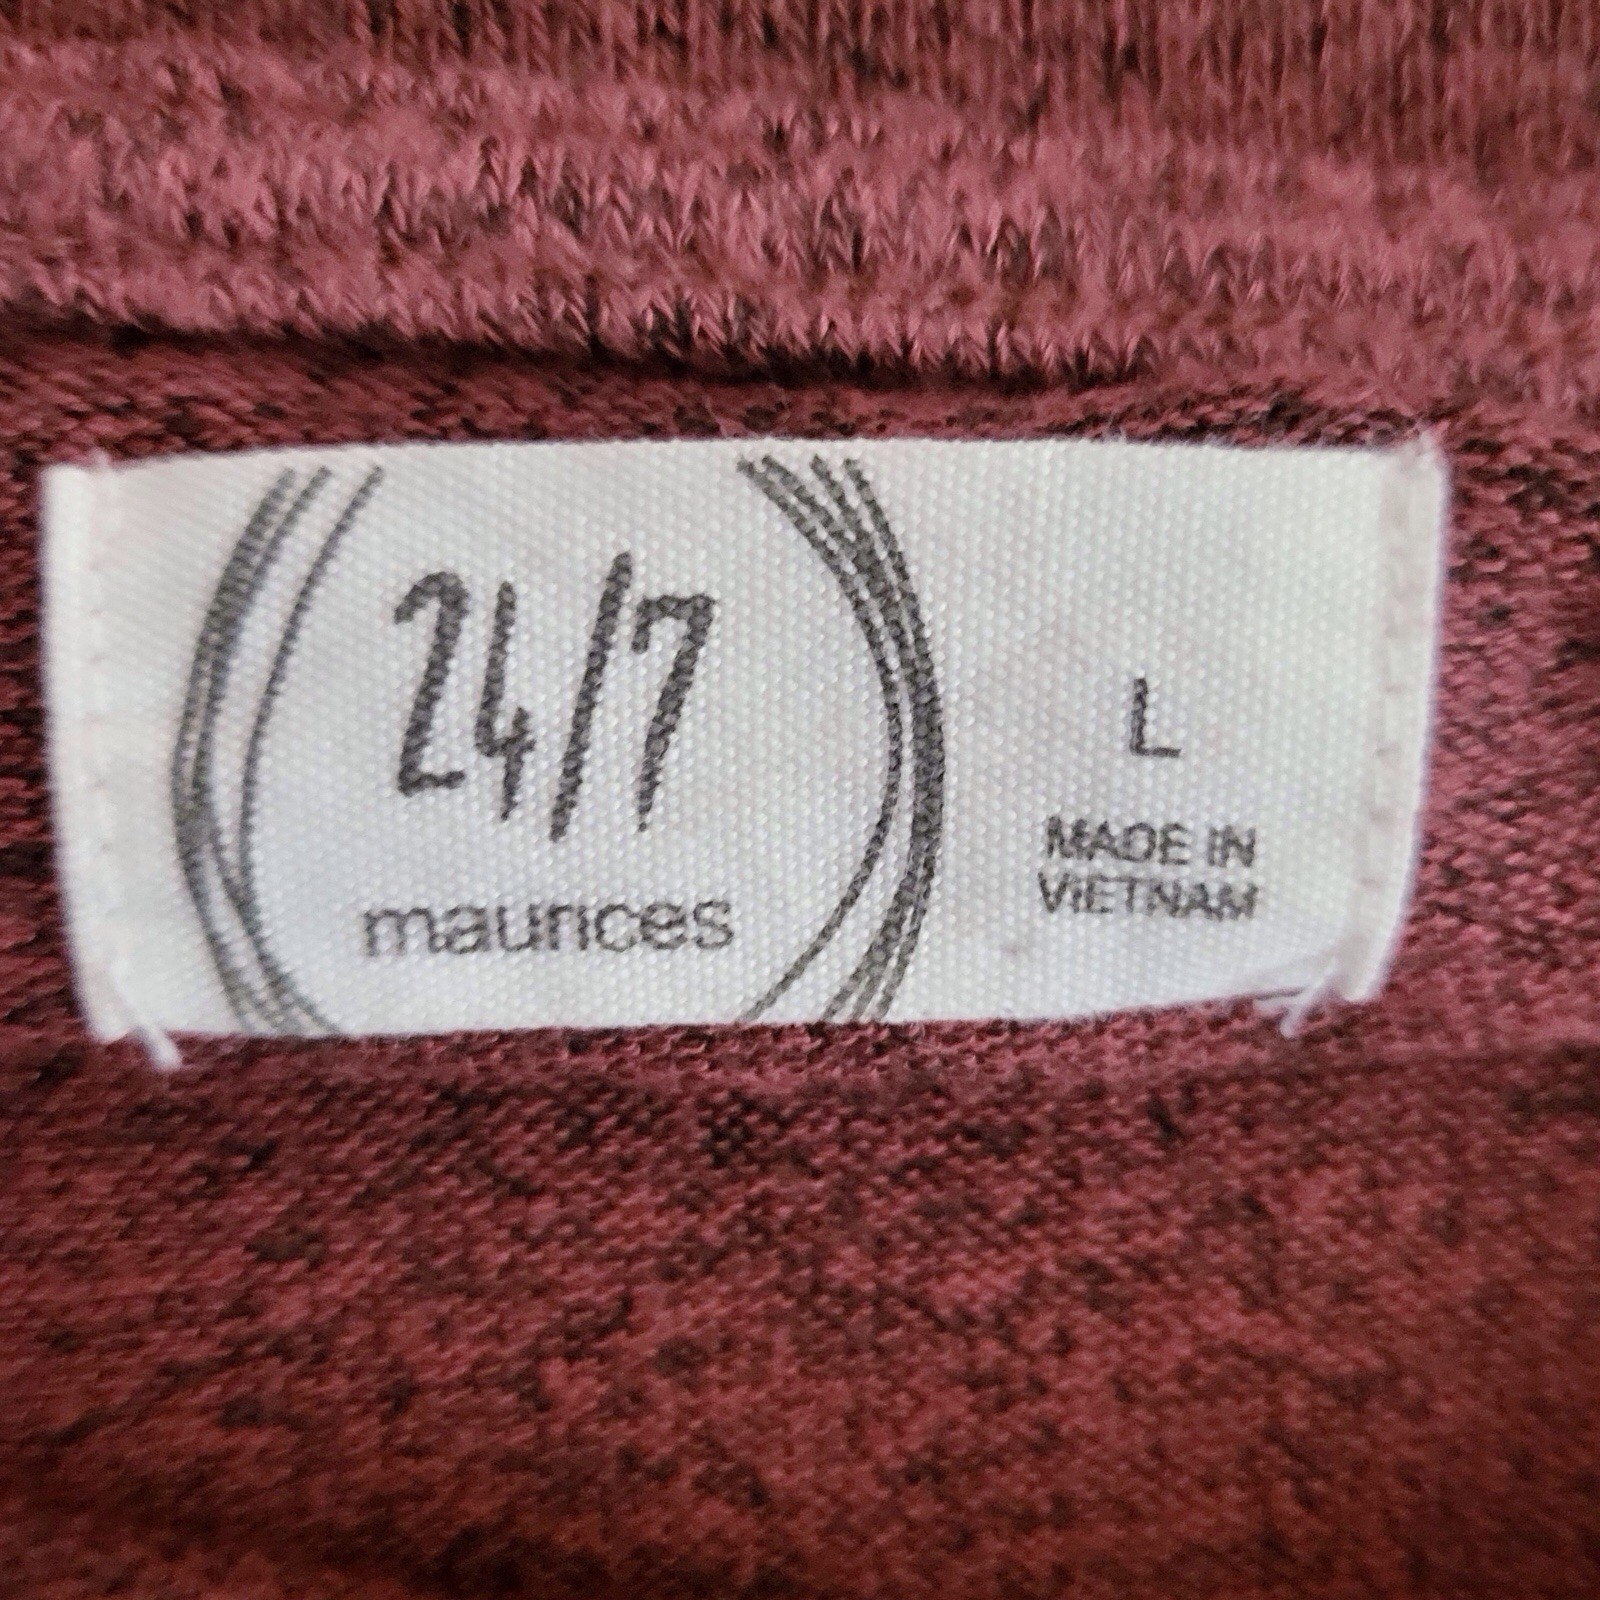 24/7
maurices
L
MADE IN
VIETNAM